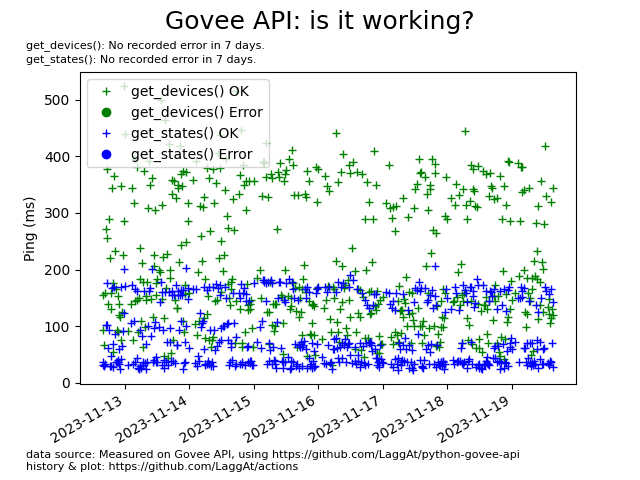 Govee API: is it working?
get_devices(): No recorded error in 7 days.
get_states(): No recorded error in 7 days.
get_devices() OK
get_devices() Error
get_states() OK
get_states() Error
500
400
300
200
100
0
Ping (ms)
2023-11-13
2023-11-14
2023-11-15
2023-11-16
2023-11-17
2023-11-18
2023-11-19
data source: Measured on Govee API, using https://github.com/LaggAt/python-govee-api
history & plot: https://github.com/LaggAt/actions